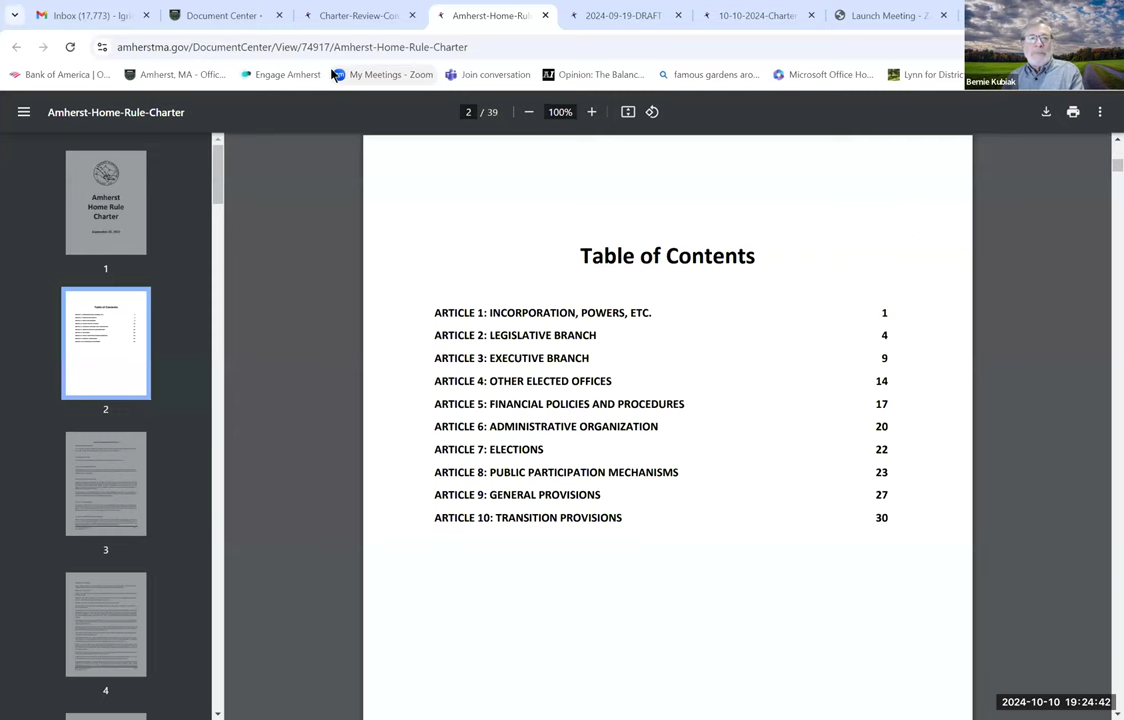 Inbox (17,773) - lgri
Document Center -
Charter-Review-Con
Amherst-Home-Rul
2024-09-19-DRAFT
10-10-2024-Charter
Launch Meeting - Z
amherstma.gov/DocumentCenter/View/74917/Amherst-Home-Rule-Charter
Bank of America | O...
Amherst, MA - Offic...
Engage Amherst
My Meetings - Zoom
Join conversation
Opinion: The Balanc...
famous gardens aro...
Microsoft Office Ho...
Lynn for Distri
Bernie Kubiak
Amherst-Home-Rule-Charter
2 / 39
100%
Amherst
Home Rule
Charter
1
2
3
4
Table of Contents
ARTICLE 1: INCORPORATION, POWERS, ETC. 1
ARTICLE 2: LEGISLATIVE BRANCH 4
ARTICLE 3: EXECUTIVE BRANCH 9
ARTICLE 4: OTHER ELECTED OFFICES 14
ARTICLE 5: FINANCIAL POLICIES AND PROCEDURES 17
ARTICLE 6: ADMINISTRATIVE ORGANIZATION 20
ARTICLE 7: ELECTIONS 22
ARTICLE 8: PUBLIC PARTICIPATION MECHANISMS 23
ARTICLE 9: GENERAL PROVISIONS 27
ARTICLE 10: TRANSITION PROVISIONS 30
2024-10-10 19:24:42